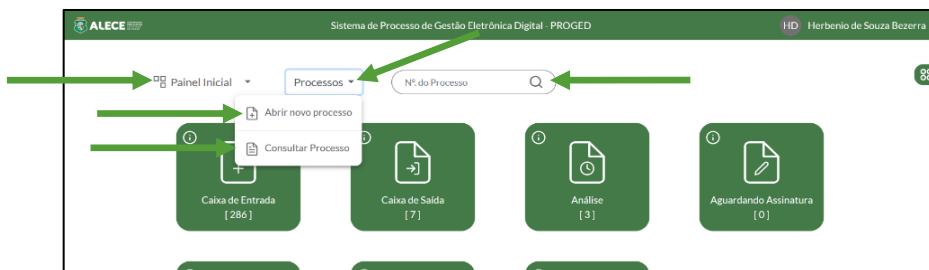 ALECE
Sistema de Processo de Gestão Eletrônica Digital - PROGED
HD Herbenio de Souza Bezerra
Painel Inicial
Processos
Nº. do Processo
Abrir novo processo
Consultar Processo
Caixa de Entrada
[ 286 ]
Caixa de Saída
[ 7 ]
Análise
[ 3 ]
Aguardando Assinatura
[ 0 ]